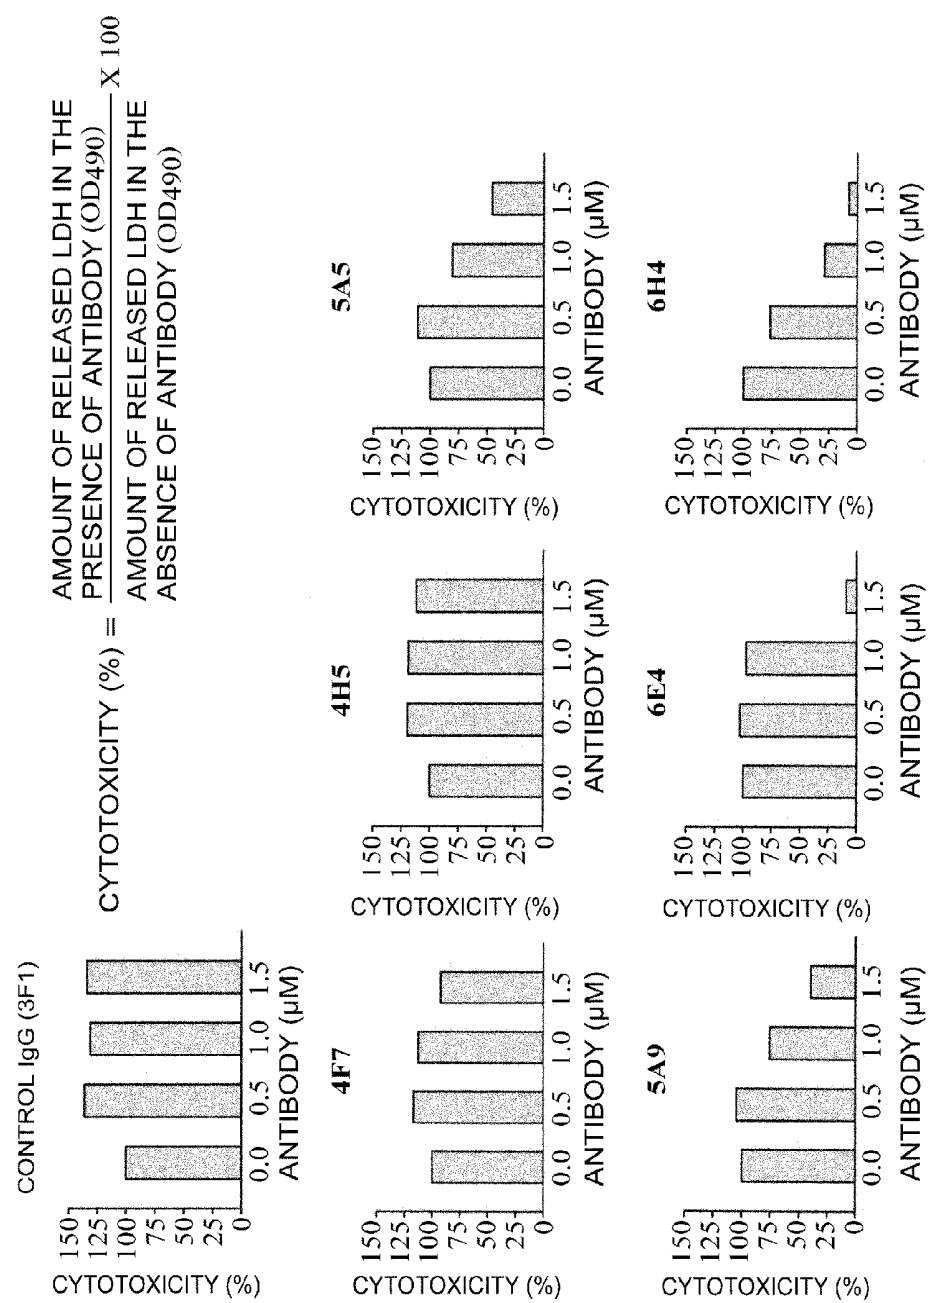 CONTROL IgG (3F1)
CYTOTOXICITY (%)
150
125
100
75
50
25
0
0.0 0.5 1.0 1.5
ANTIBODY (µM)
CYTOTOXICITY (%) =
AMOUNT OF RELEASED LDH IN THE
PRESENCE OF ANTIBODY (OD490)
X 100
AMOUNT OF RELEASED LDH IN THE
ABSENCE OF ANTIBODY (OD490)
4F7
CYTOTOXICITY (%)
150
125
100
75
50
25
0
0.0 0.5 1.0 1.5
ANTIBODY (µM)
4H5
CYTOTOXICITY (%)
150
125
100
75
50
25
0
0.0 0.5 1.0 1.5
ANTIBODY (µM)
5A5
CYTOTOXICITY (%)
150
125
100
75
50
25
0
0.0 0.5 1.0 1.5
ANTIBODY (µM)
5A9
CYTOTOXICITY (%)
150
125
100
75
50
25
0
0.0 0.5 1.0 1.5
ANTIBODY (µM)
6E4
CYTOTOXICITY (%)
150
125
100
75
50
25
0
0.0 0.5 1.0 1.5
ANTIBODY (µM)
6H4
CYTOTOXICITY (%)
150
125
100
75
50
25
0
0.0 0.5 1.0 1.5
ANTIBODY (µM)